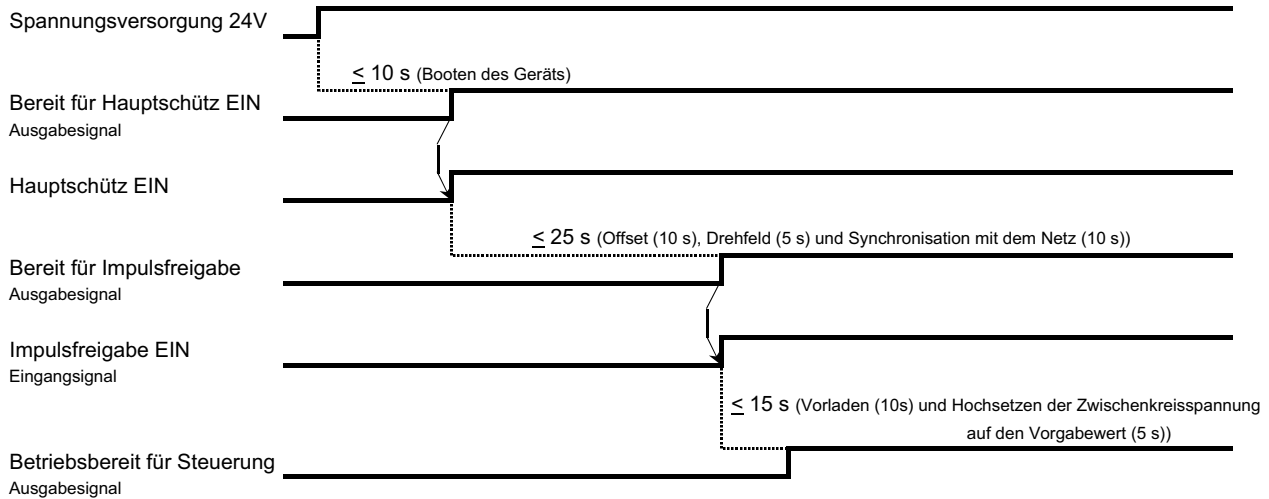 Spannungsversorgung 24V
≤ 10 s (Booten des Geräts)
Bereit für Hauptschütz EIN
Ausgabesignal
Hauptschütz EIN
≤ 25 s (Offset (10 s), Drehfeld (5 s) und Synchronisation mit dem Netz (10 s))
Bereit für Impulsfreigabe
Ausgabesignal
Impulsfreigabe EIN
Eingangsignal
≤ 15 s (Vorladen (10s) und Hochsetzen der Zwischenkreisspannung
auf den Vorgabewert (5 s))
Betriebsbereit für Steuerung
Ausgabesignal